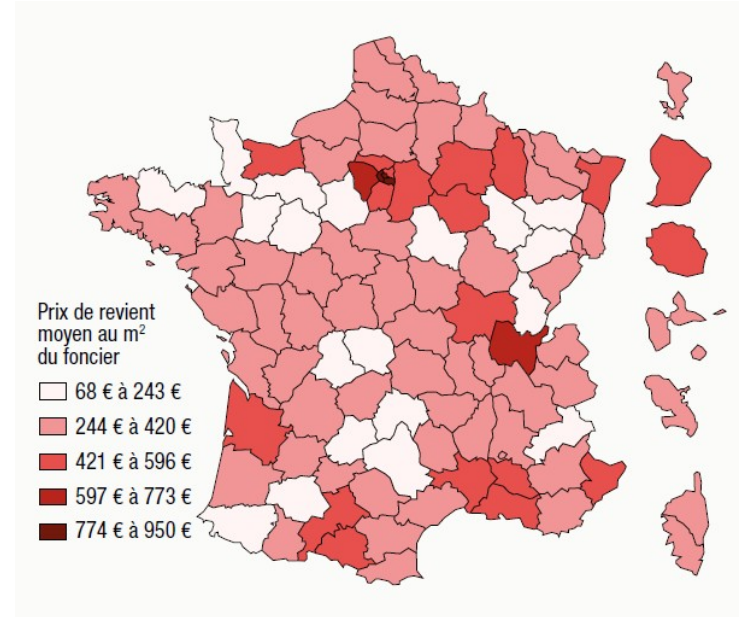 Prix de revient
moyen au m²
du foncier
68 € à 243 €
244 € à 420 €
421 € à 596 €
597 € à 773 €
774 € à 950 €